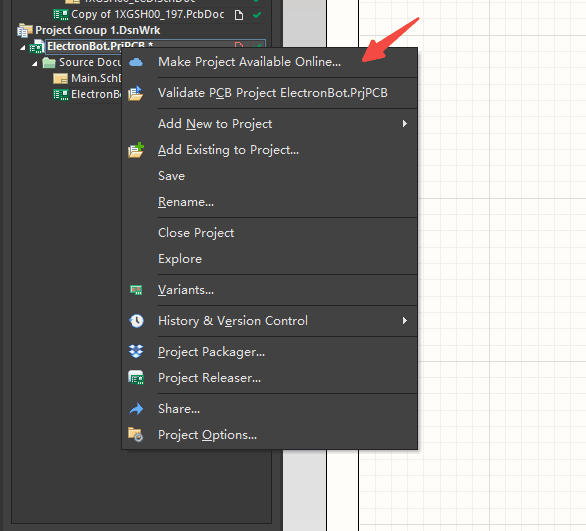 Copy of 1XGSH00_197.PcbDoc
Project Group 1.DsnWrk
ElectronBot.PrjPCB *
Make Project Available Online...
Source Docu
Validate PCB Project ElectronBot.PrjPCB
Main.SchD
ElectronBo
Add New to Project
Add Existing to Project...
Save
Rename...
Close Project
Explore
Variants...
History & Version Control
Project Packager...
Project Releaser...
Share...
Project Options...